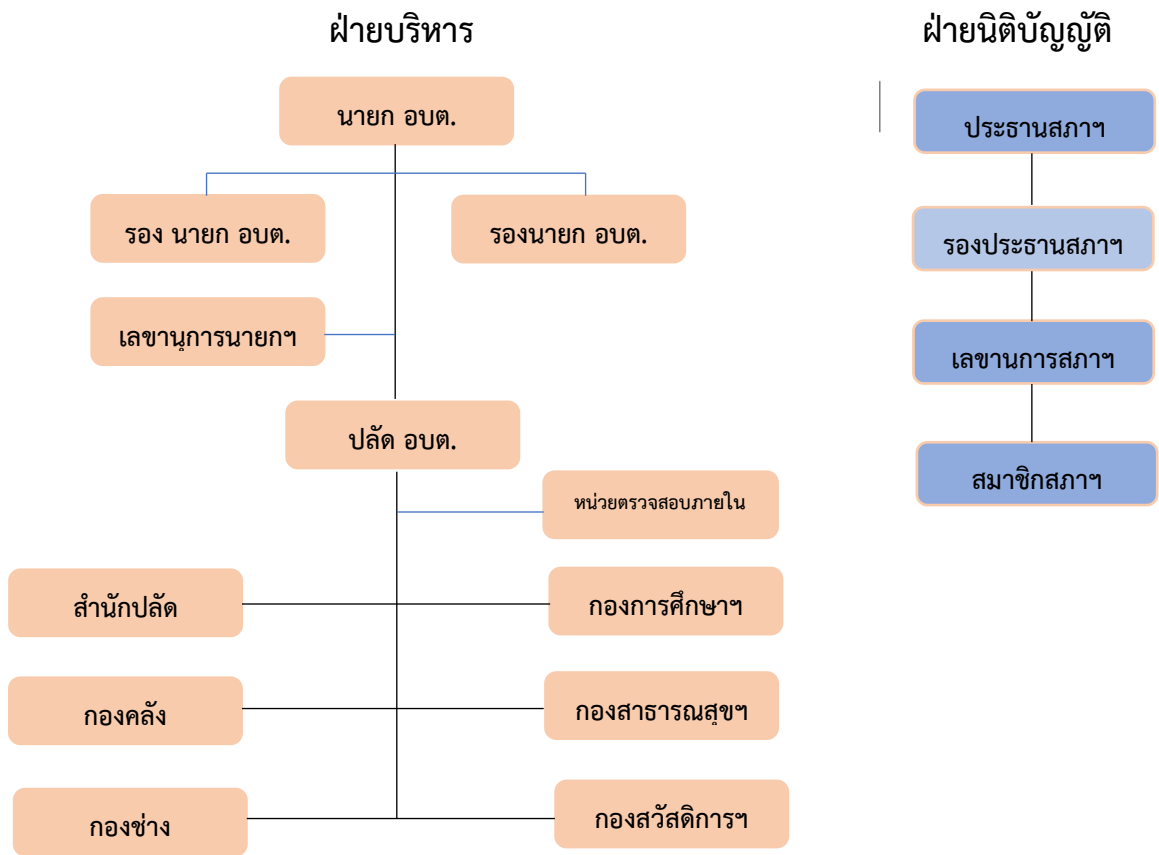 ฝ่ายบริหาร
ฝ่ายนิติบัญญัติ
นายก อบต.
ประธานสภาฯ
รอง นายก อบต.
รองนายก อบต.
รองประธานสภาฯ
เลขานุการนายกฯ
เลขานการสภาฯ
ปลัด อบต.
สมาชิกสภาฯ
หน่วยตรวจสอบภายใน
สำนักปลัด
กองการศึกษาฯ
กองคลัง
กองสาธารณสุขฯ
กองช่าง
กองสวัสดิการฯ